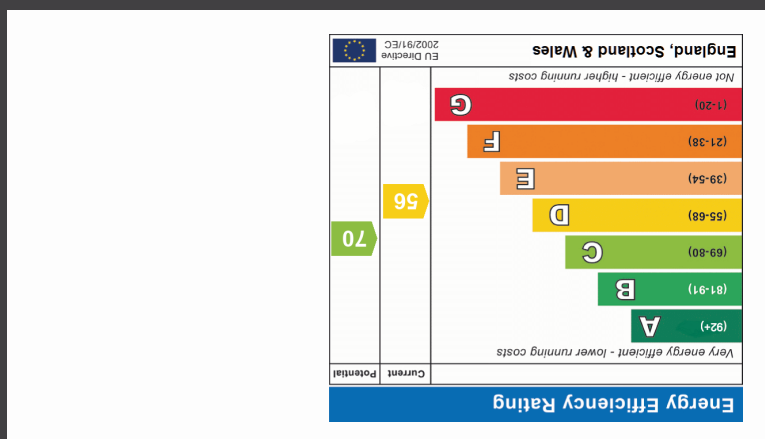 Energy Efficiency Rating
Current Potential
Very energy efficient - lower running costs
(92+) A
(81-91) B
(69-80) C
70
(55-68) D
56
(39-54) E
(21-38) F
(1-20) G
Not energy efficient - higher running costs
England, Scotland & Wales
EU Directive
2002/91/EC